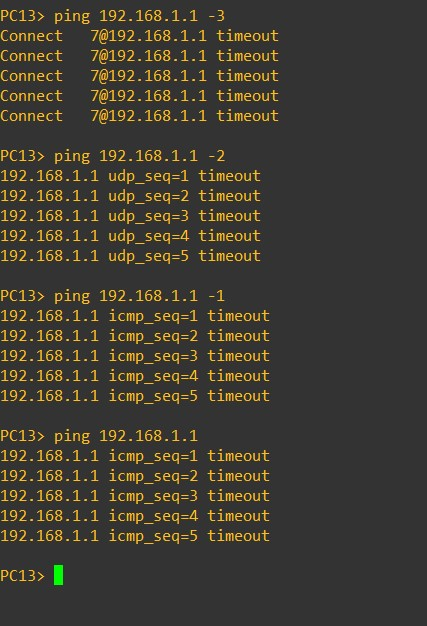 PC13> ping 192.168.1.1 -3
Connect   7@192.168.1.1 timeout
Connect   7@192.168.1.1 timeout
Connect   7@192.168.1.1 timeout
Connect   7@192.168.1.1 timeout
Connect   7@192.168.1.1 timeout

PC13> ping 192.168.1.1 -2
192.168.1.1 udp_seq=1 timeout
192.168.1.1 udp_seq=2 timeout
192.168.1.1 udp_seq=3 timeout
192.168.1.1 udp_seq=4 timeout
192.168.1.1 udp_seq=5 timeout

PC13> ping 192.168.1.1 -1
192.168.1.1 icmp_seq=1 timeout
192.168.1.1 icmp_seq=2 timeout
192.168.1.1 icmp_seq=3 timeout
192.168.1.1 icmp_seq=4 timeout
192.168.1.1 icmp_seq=5 timeout

PC13> ping 192.168.1.1
192.168.1.1 icmp_seq=1 timeout
192.168.1.1 icmp_seq=2 timeout
192.168.1.1 icmp_seq=3 timeout
192.168.1.1 icmp_seq=4 timeout
192.168.1.1 icmp_seq=5 timeout

PC13>